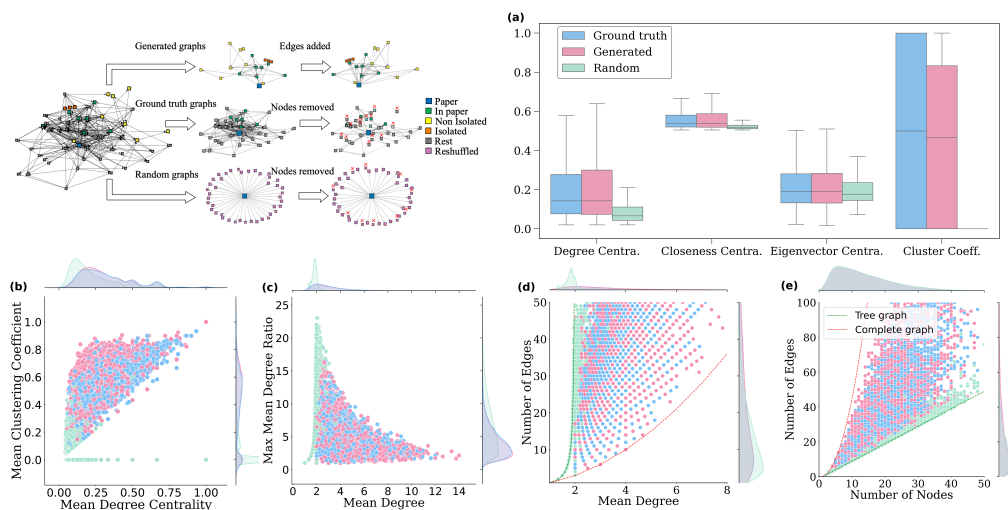 Generated graphs
Edges added
Ground truth graphs
Nodes removed
Random graphs
Nodes removed
Paper
In paper
Non Isolated
Isolated
Rest
Reshuffled
(a)
Ground truth
Generated
Random
1.0
0.8
0.6
0.4
0.2
0.0
Degree Centra.
Closeness Centra.
Eigenvector Centra.
Cluster Coeff.
(b)
Mean Clustering Coefficient
1.0
0.8
0.6
0.4
0.2
0.0
0.00 0.25 0.50 0.75 1.00
Mean Degree Centrality
(c)
Max Mean Degree Ratio
25
20
15
10
5
0
0 2 4 6 8 10 12 14
Mean Degree
(d)
Number of Edges
50
40
30
20
10
2 4 6 8
Mean Degree
(e)
Number of Edges
100
80
60
40
20
0
Tree graph
Complete graph
0 10 20 30 40 50
Number of Nodes